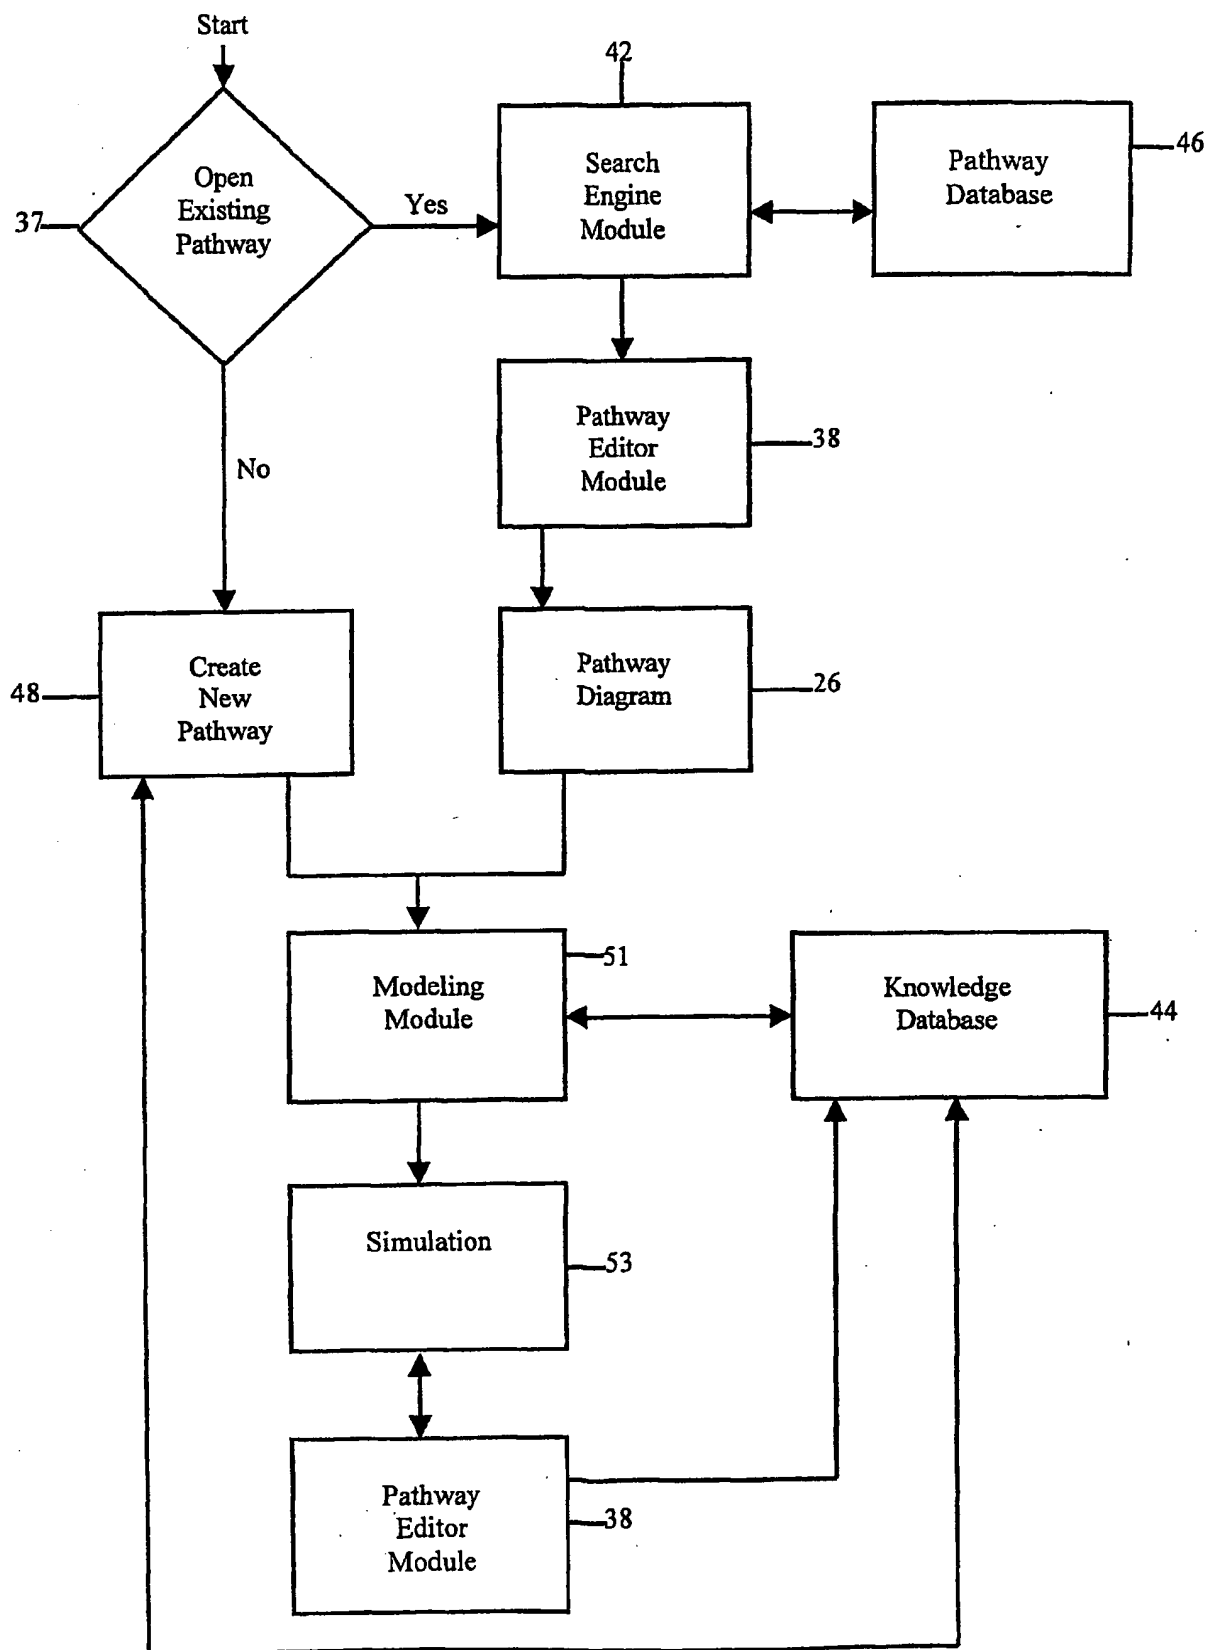 Start
42
Open
Existing
Pathway
37
Yes
Search
Engine
Module
Pathway
Database
46
No
Pathway
Editor
Module
38
Create
New
Pathway
48
Pathway
Diagram
26
Modeling
Module
51
Knowledge
Database
44
Simulation
53
Pathway
Editor
Module
38